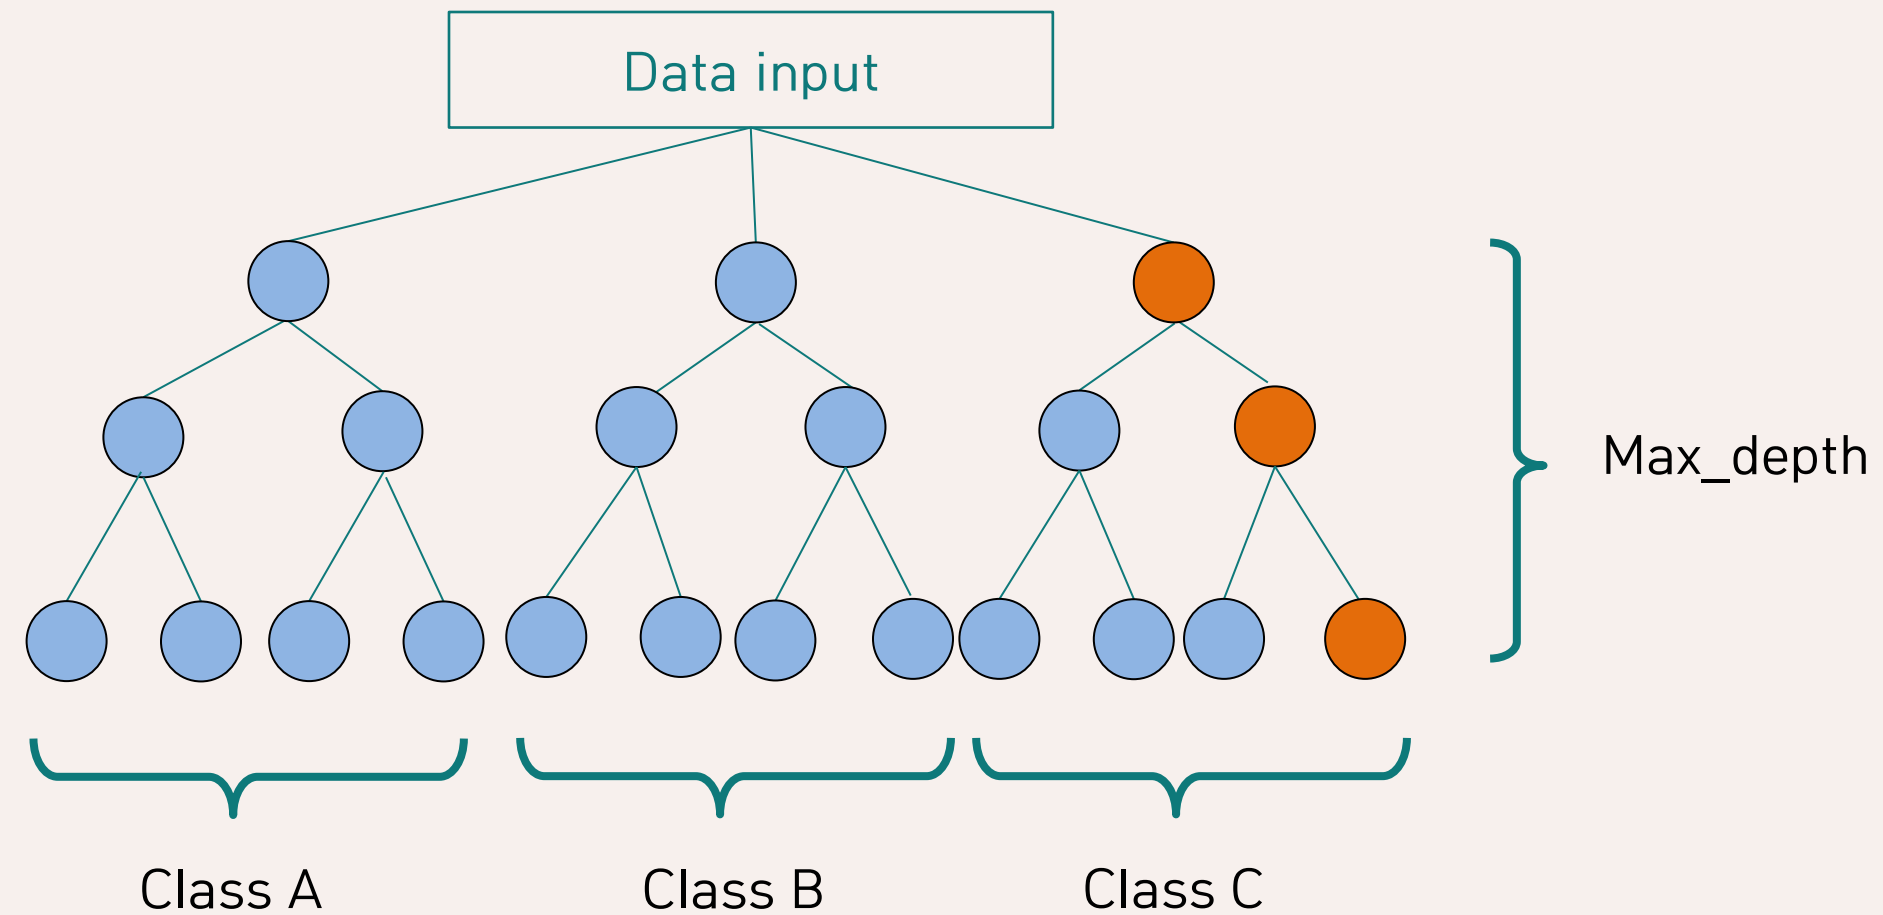 Data input
Max_depth
Class A
Class B
Class C